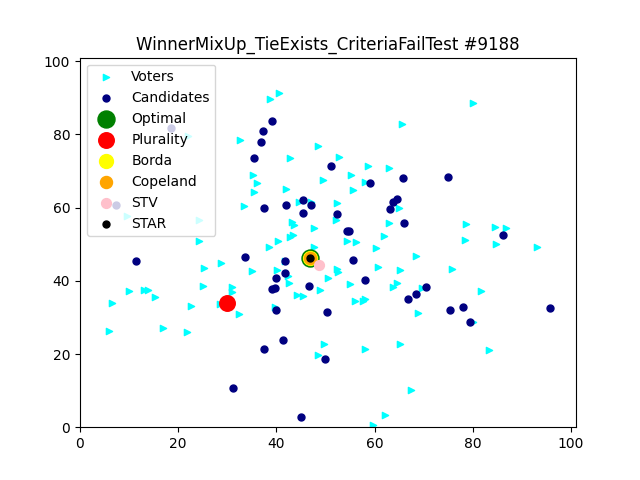 WinnerMixUp_TieExists_CriteriaFailTest #9188
100
80
60
40
20
0
0
20
40
60
80
100
Voters
Candidates
Optimal
Plurality
Borda
Copeland
STV
STAR